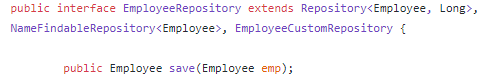 public interface EmployeeRepository extends Repository<Employee, Long>,
NameFindableRepository<Employee>, EmployeeCustomRepository {
public Employee save(Employee emp);